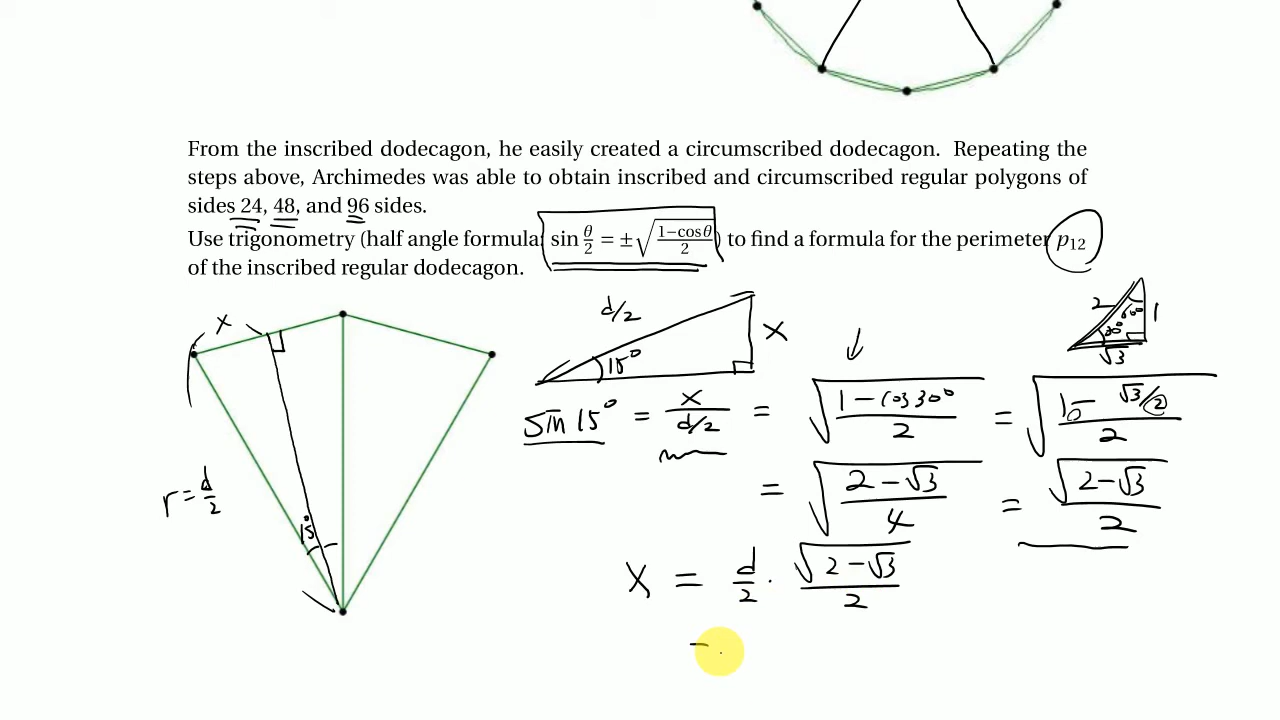 From the inscribed dodecagon, he easily created a circumscribed dodecagon. Repeating the
steps above, Archimedes was able to obtain inscribed and circumscribed regular polygons of
sides 24, 48, and 96 sides.
Use trigonometry (half angle formula: sin θ/2 = ±√((1−cosθ)/2)) to find a formula for the perimeter p₁₂
of the inscribed regular dodecagon.
x
r = d/2
15°
d/2
15°
x
2
60°
1
30°
√3
sin 15° = x/(d/2) = √((1 − cos 30°)/2) = √((1 − √3/2)/2)
= √((2 − √3)/4) = √(2 − √3)/2
x = d/2 · √(2 − √3)/2